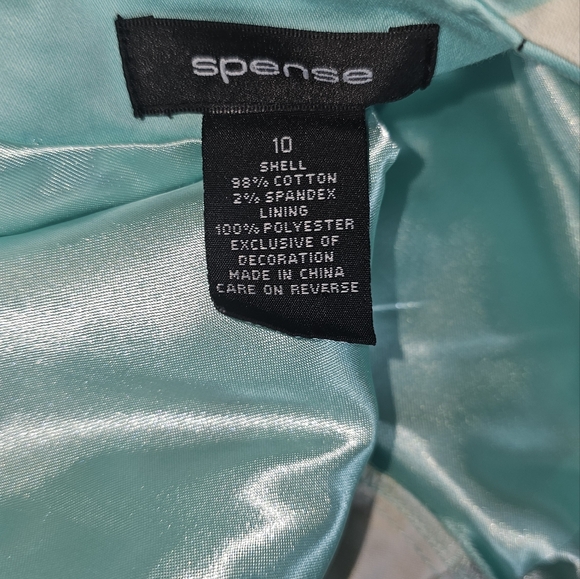 spense
10
SHELL
98% COTTON
2% SPANDEX
LINING
100% POLYESTER
EXCLUSIVE OF
DECORATION
MADE IN CHINA
CARE ON REVERSE